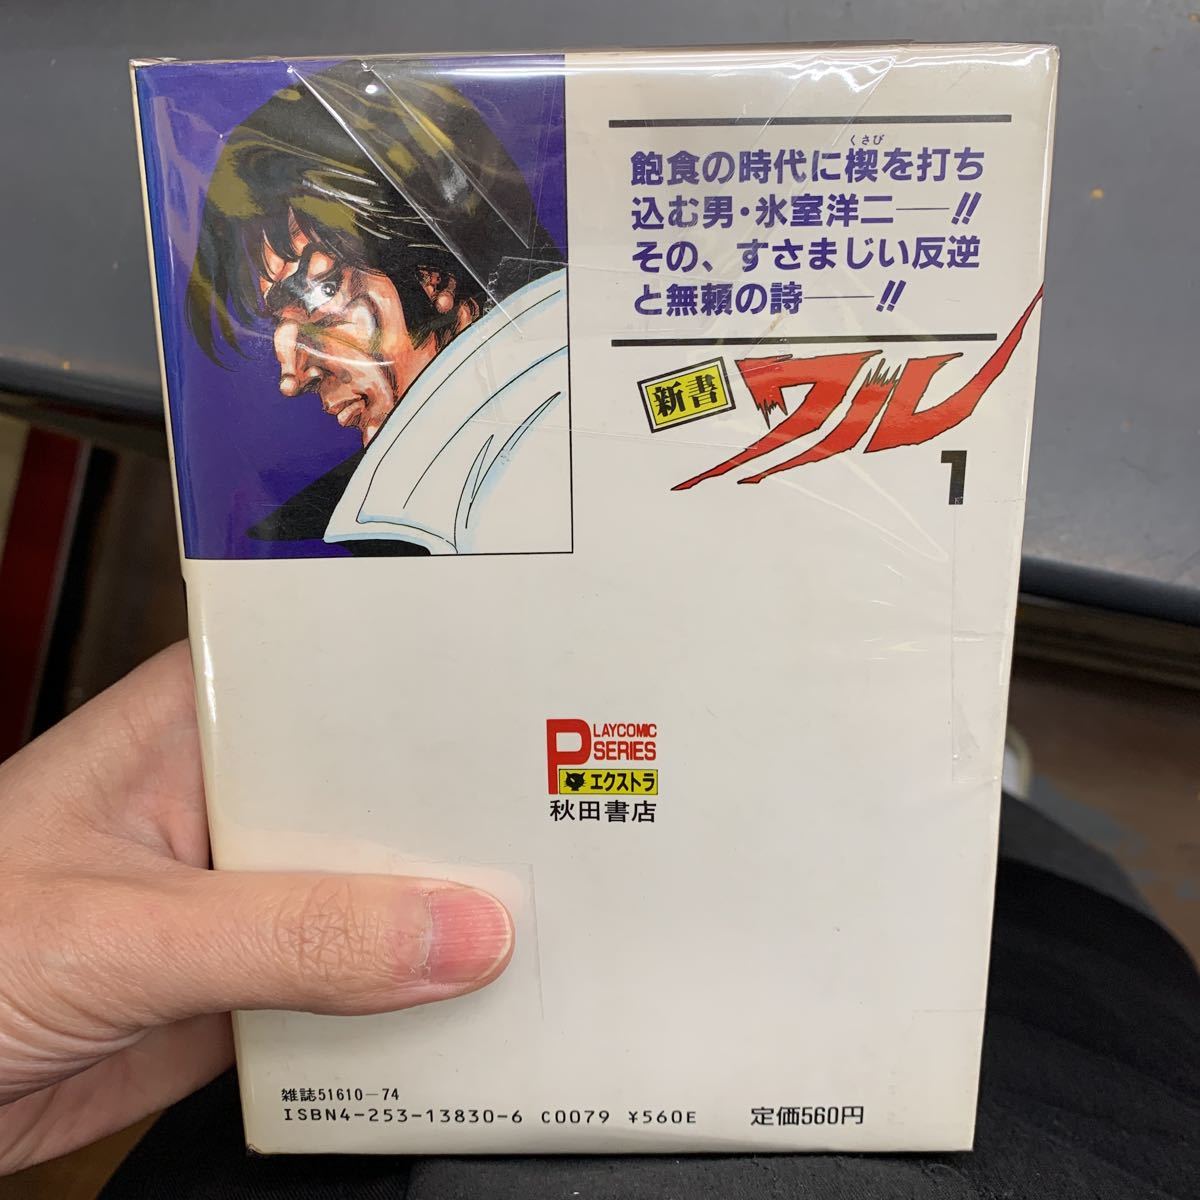 飽食の時代に楔を打ち
くさび
込む男・氷室洋二──!!
その、すさまじい反逆
と無頼の詩──!!
新書
ワル
1
PLAYCOMIC
SERIES
エクストラ
秋田書店
雑誌51610-74
ISBN4-253-13830-6 C0079 ¥560E 定価560円